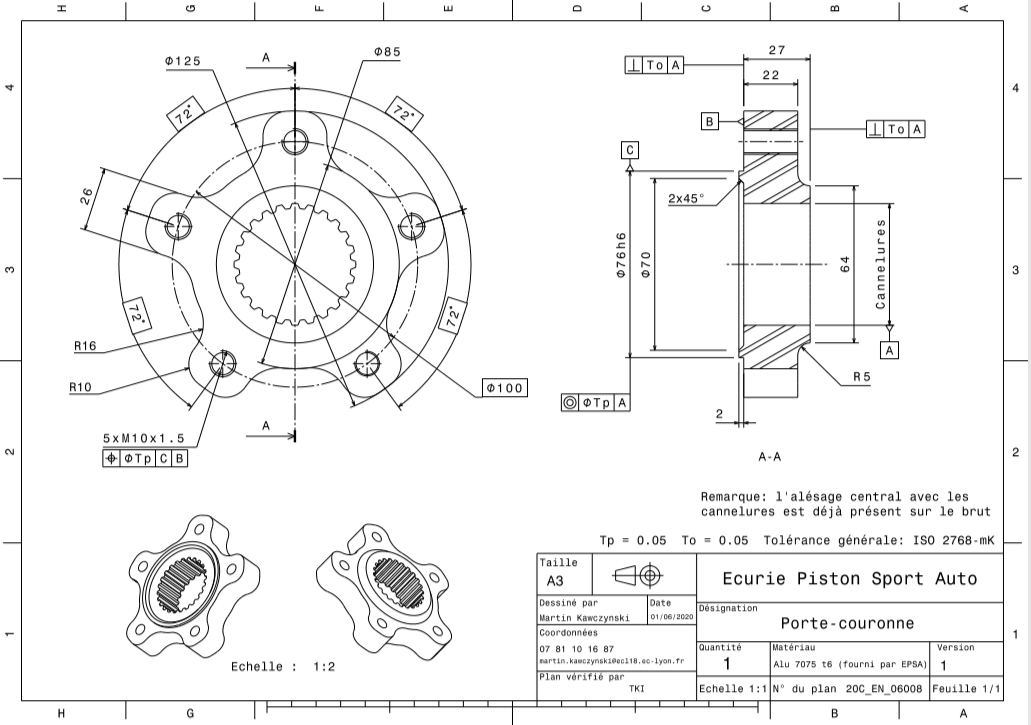 H G F E D C B A
4
3
2
1
4
3
2
1
Φ125
A
Φ85
72°
72°
26
72°
72°
R16
R10
Φ100
5xM10x1.5
⌖ ΦTp C B
A
27
22
⊥ To A
B
⊥ To A
C
2x45°
Φ76h6
Φ70
64
Cannelures
A
R5
◎ ΦTp A
2
A-A
Remarque: l'alésage central avec les
cannelures est déjà présent sur le brut
Tp = 0.05 To = 0.05 Tolérance générale: ISO 2768-mK
Echelle : 1:2
Taille
A3
Ecurie Piston Sport Auto
Dessiné par
Martin Kawczynski
Date
01/06/2020
Désignation
Porte-couronne
Coordonnées
07 81 10 16 87
martin.kawczynski@ecl18.ec-lyon.fr
Quantité
1
Matériau
Alu 7075 t6 (fourni par EPSA)
Version
1
Plan vérifié par
TKI
Echelle 1:1
N° du plan 20C_EN_06008
Feuille 1/1
H G B A